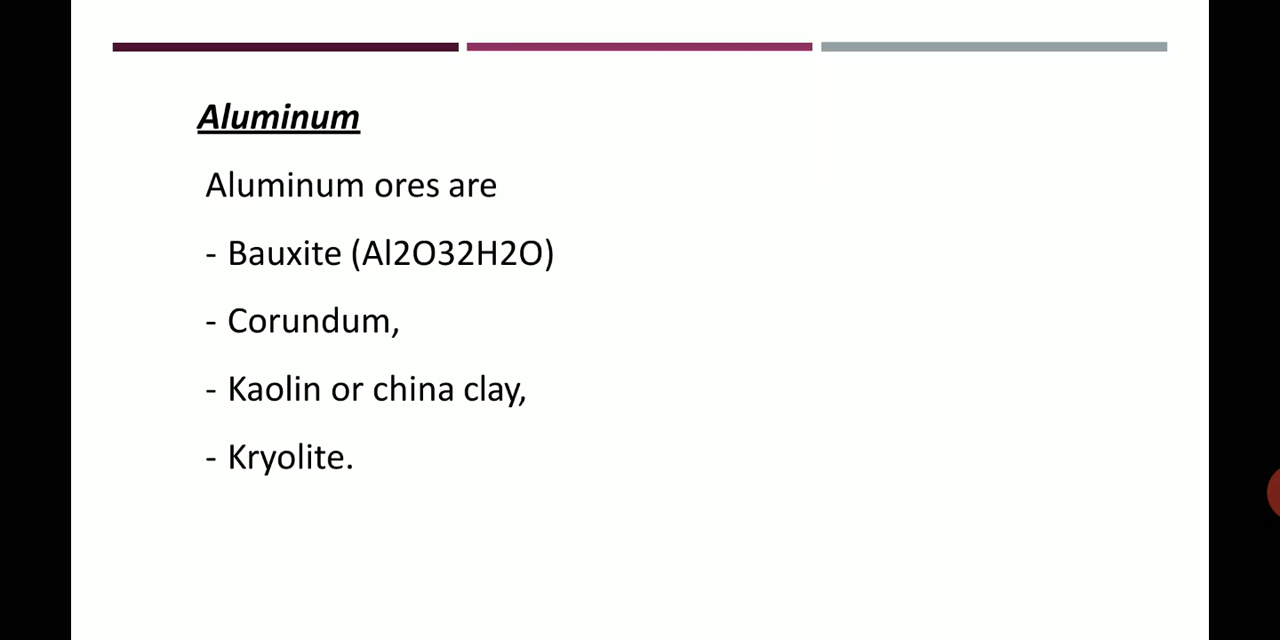 Aluminum
Aluminum ores are
- Bauxite (Al2O32H2O)
- Corundum,
- Kaolin or china clay,
- Kryolite.